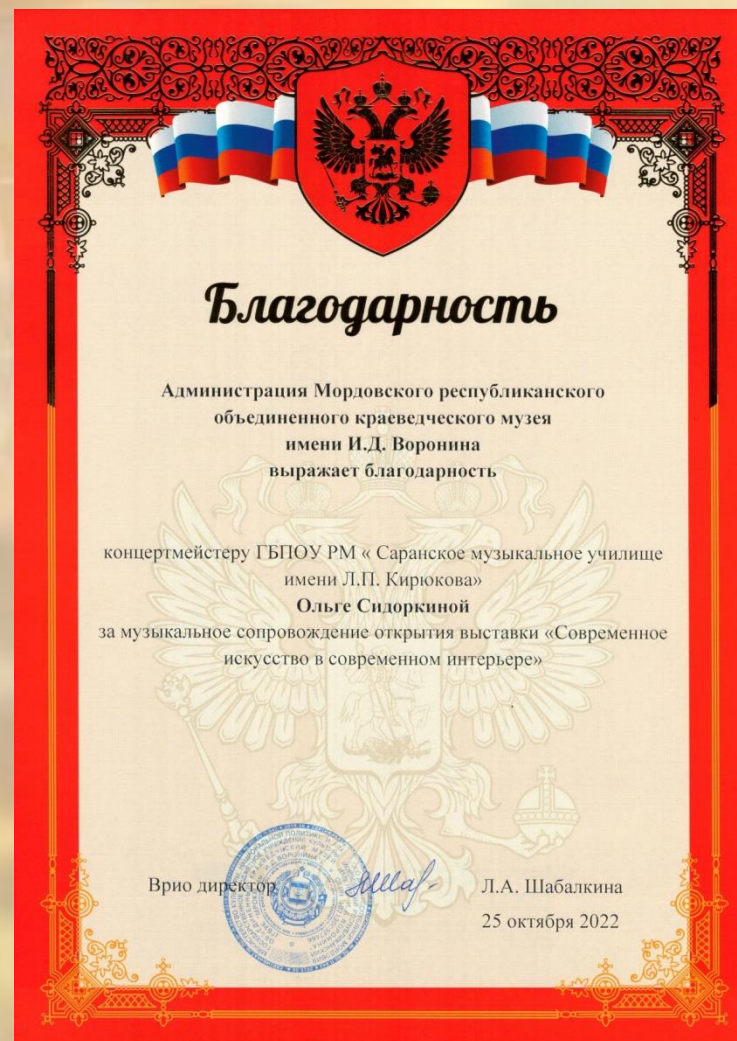 Благодарность
Администрация Мордовского республиканского
объединенного краеведческого музея
имени И.Д. Воронина
выражает благодарность
концертмейстеру ГБПОУ РМ « Саранское музыкальное училище
имени Л.П. Кирюкова»
Ольге Сидоркиной
за музыкальное сопровождение открытия выставки «Современное
искусство в современном интерьере»
Врио директор
Л.А. Шабалкина
25 октября 2022